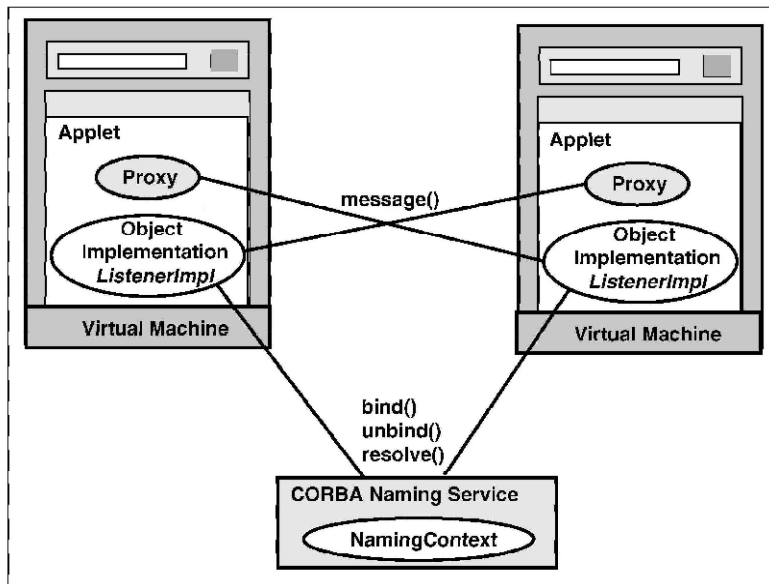 Applet
Proxy
Object
Implementation
ListenerImpl
Virtual Machine
message()
Applet
Proxy
Object
Implementation
ListenerImpl
Virtual Machine
bind()
unbind()
resolve()
CORBA Naming Service
NamingContext